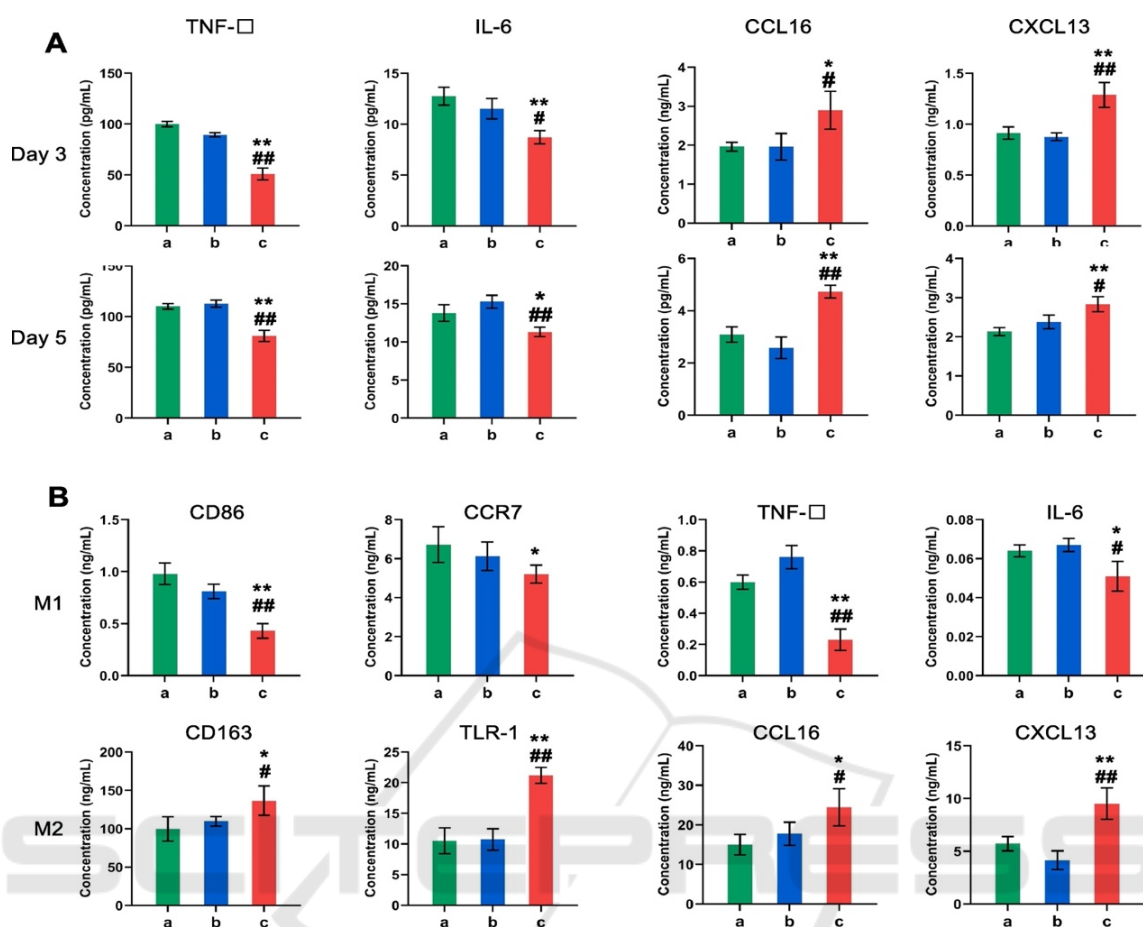 A
TNF-□
Concentration (pg/mL)
150
100
50
0
**
##
a b c
IL-6
Concentration (pg/mL)
15
10
5
0
**
#
a b c
CCL16
Concentration (pg/mL)
4
3
2
1
0
*
#
a b c
CXCL13
Concentration (ng/mL)
1.5
1.0
0.5
0.0
**
##
a b c
Day 3
Day 5
Concentration (pg/mL)
150
100
50
0
**
##
a b c
Concentration (pg/mL)
20
15
10
5
0
*
##
a b c
Concentration (pg/mL)
6
4
2
0
**
##
a b c
Concentration (ng/mL)
4
3
2
1
0
**
#
a b c
B
M1
CD86
Concentration (ng/mL)
1.5
1.0
0.5
0.0
**
##
a b c
CCR7
Concentration (ng/mL)
8
6
4
2
0
*
a b c
TNF-□
Concentration (ng/mL)
1.0
0.8
0.6
0.4
0.2
0.0
**
##
a b c
IL-6
Concentration (ng/mL)
0.08
0.06
0.04
0.02
0.00
*
#
a b c
M2
CD163
Concentration (ng/mL)
200
150
100
50
0
*
#
a b c
TLR-1
Concentration (ng/mL)
25
20
15
10
5
0
**
##
a b c
CCL16
Concentration (ng/mL)
40
30
20
10
0
*
#
a b c
CXCL13
Concentration (ng/mL)
15
10
5
0
**
##
a b c
SCITEPRESS